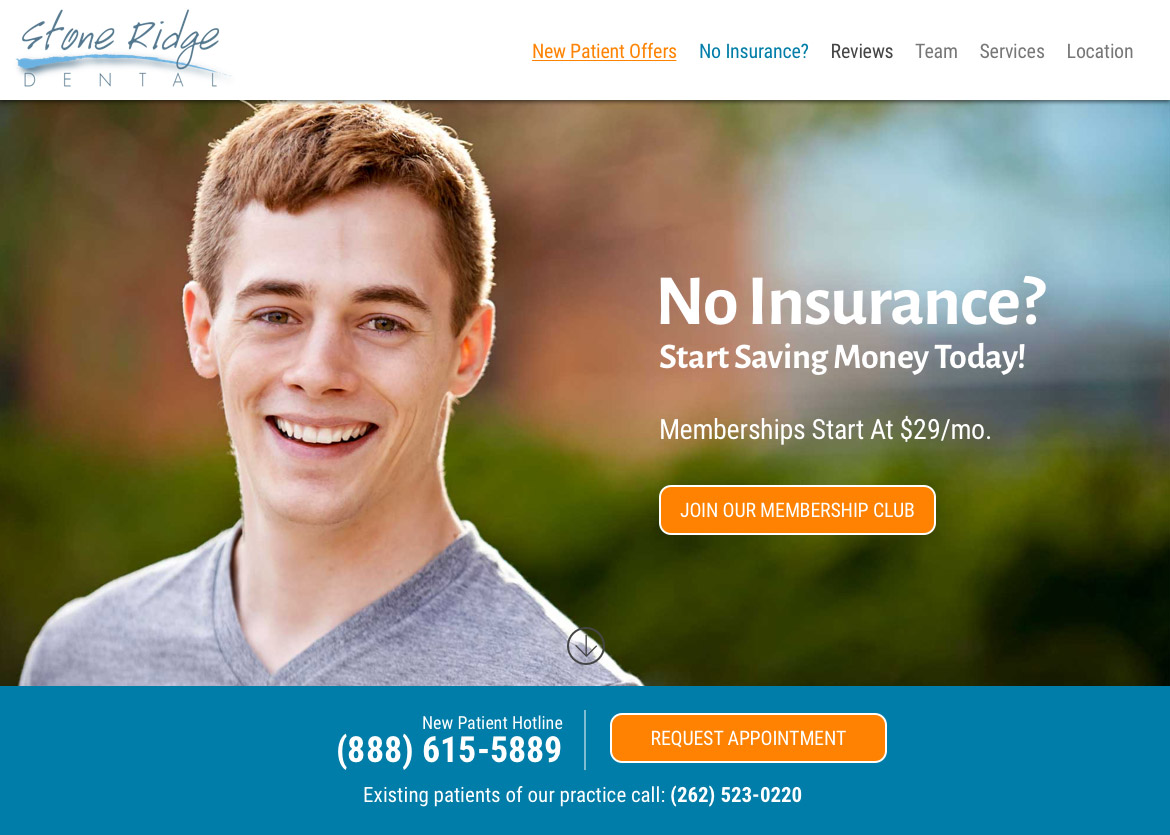 Stone Ridge
DENTAL
New Patient Offers No Insurance? Reviews Team Services Location
No Insurance?
Start Saving Money Today!
Memberships Start At $29/mo.
JOIN OUR MEMBERSHIP CLUB
New Patient Hotline
(888) 615-5889
REQUEST APPOINTMENT
Existing patients of our practice call: (262) 523-0220